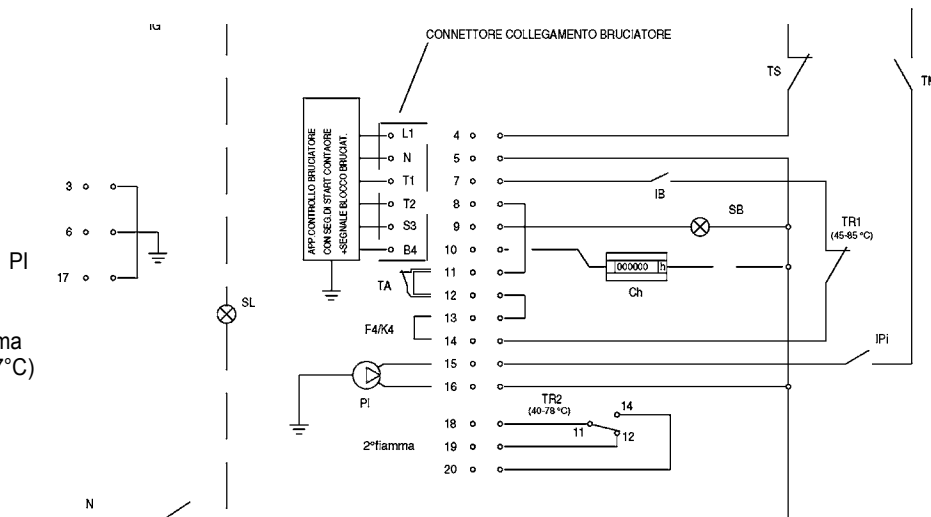 IG
CONNETTORE COLLEGAMENTO BRUCIATORE
TS
APP.CONTROLLO BRUCIATORE
CON SEG.DI START CONTAORE
+SEGNALE BLOCCO BRUCIAT.
L1
N
T1
T2
S3
B4
4
5
7
8
9
10
11
12
13
14
15
16
18
19
20
3
6
17
PI
SL
ma
7°C)
IB
SB
TR1
(45-85 °C)
000000 h
Ch
TA
F4/K4
IPi
PI
TR2
(40-78 °C)
14
11
12
2°fiamma
N